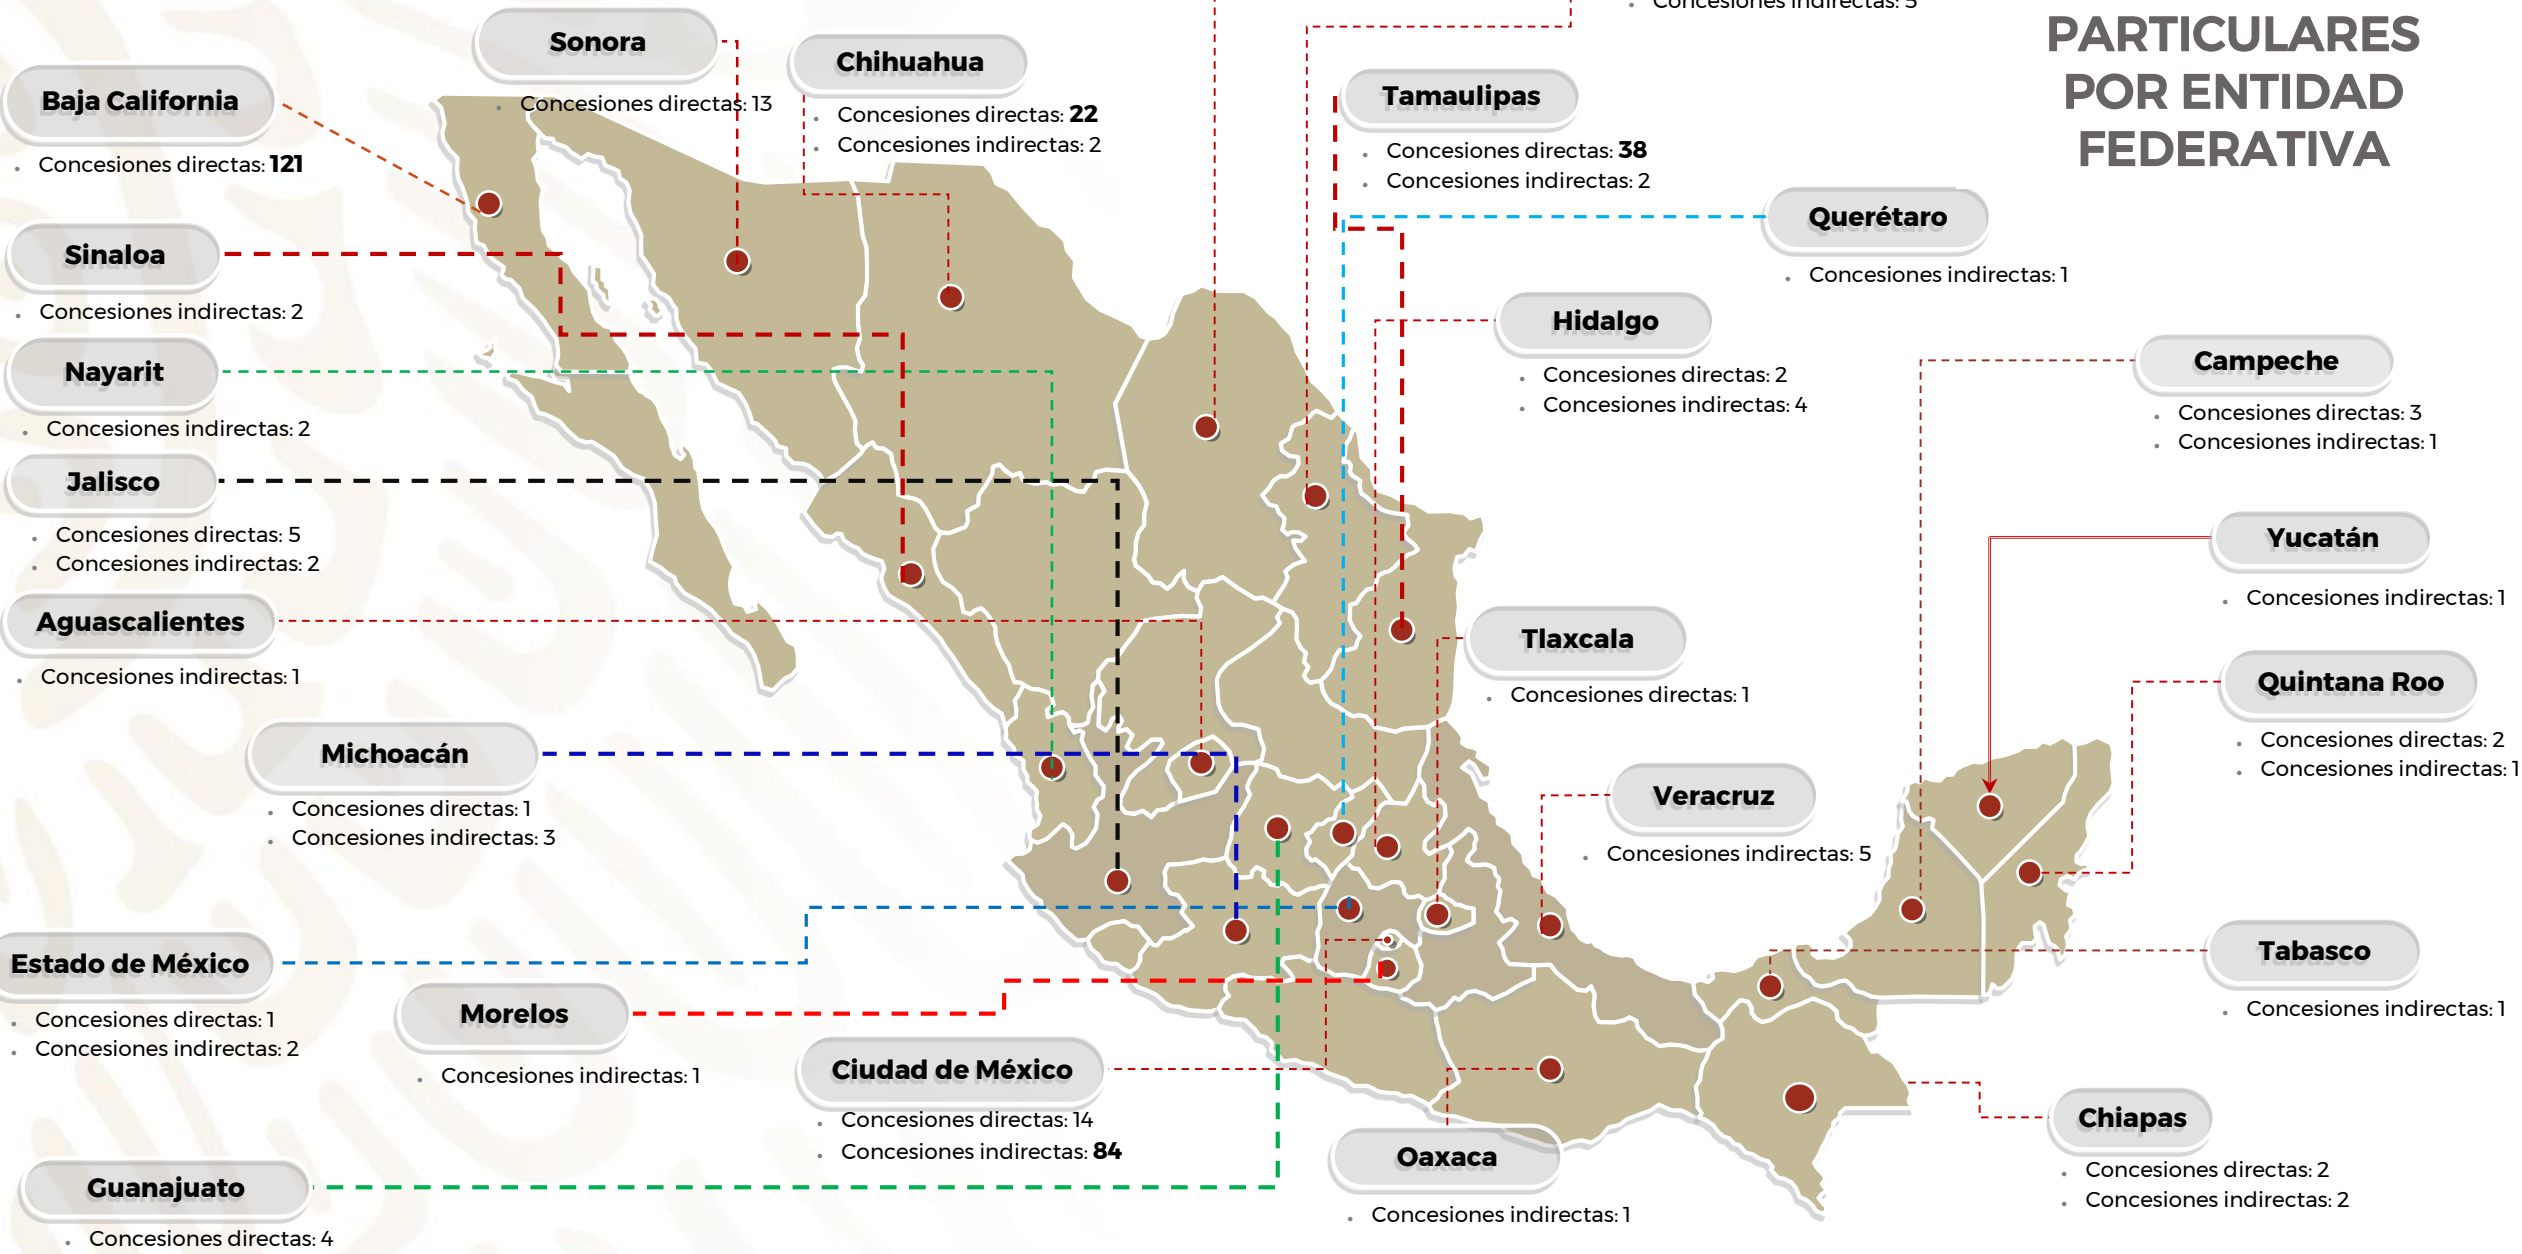 Concesiones indirectas: 5
PARTICULARES
POR ENTIDAD
FEDERATIVA
Sonora
Concesiones directas: 13
Chihuahua
Concesiones directas: 22
Concesiones indirectas: 2
Baja California
Concesiones directas: 121
Tamaulipas
Concesiones directas: 38
Concesiones indirectas: 2
Querétaro
Concesiones indirectas: 1
Sinaloa
Concesiones indirectas: 2
Hidalgo
Concesiones directas: 2
Concesiones indirectas: 4
Campeche
Concesiones directas: 3
Concesiones indirectas: 1
Nayarit
Concesiones indirectas: 2
Jalisco
Concesiones directas: 5
Concesiones indirectas: 2
Yucatán
Concesiones indirectas: 1
Aguascalientes
Concesiones indirectas: 1
Tlaxcala
Concesiones directas: 1
Quintana Roo
Concesiones directas: 2
Concesiones indirectas: 1
Michoacán
Concesiones directas: 1
Concesiones indirectas: 3
Veracruz
Concesiones indirectas: 5
Estado de México
Concesiones directas: 1
Concesiones indirectas: 2
Tabasco
Concesiones indirectas: 1
Morelos
Concesiones indirectas: 1
Ciudad de México
Concesiones directas: 14
Concesiones indirectas: 84
Chiapas
Concesiones directas: 2
Concesiones indirectas: 2
Oaxaca
Concesiones indirectas: 1
Guanajuato
Concesiones directas: 4